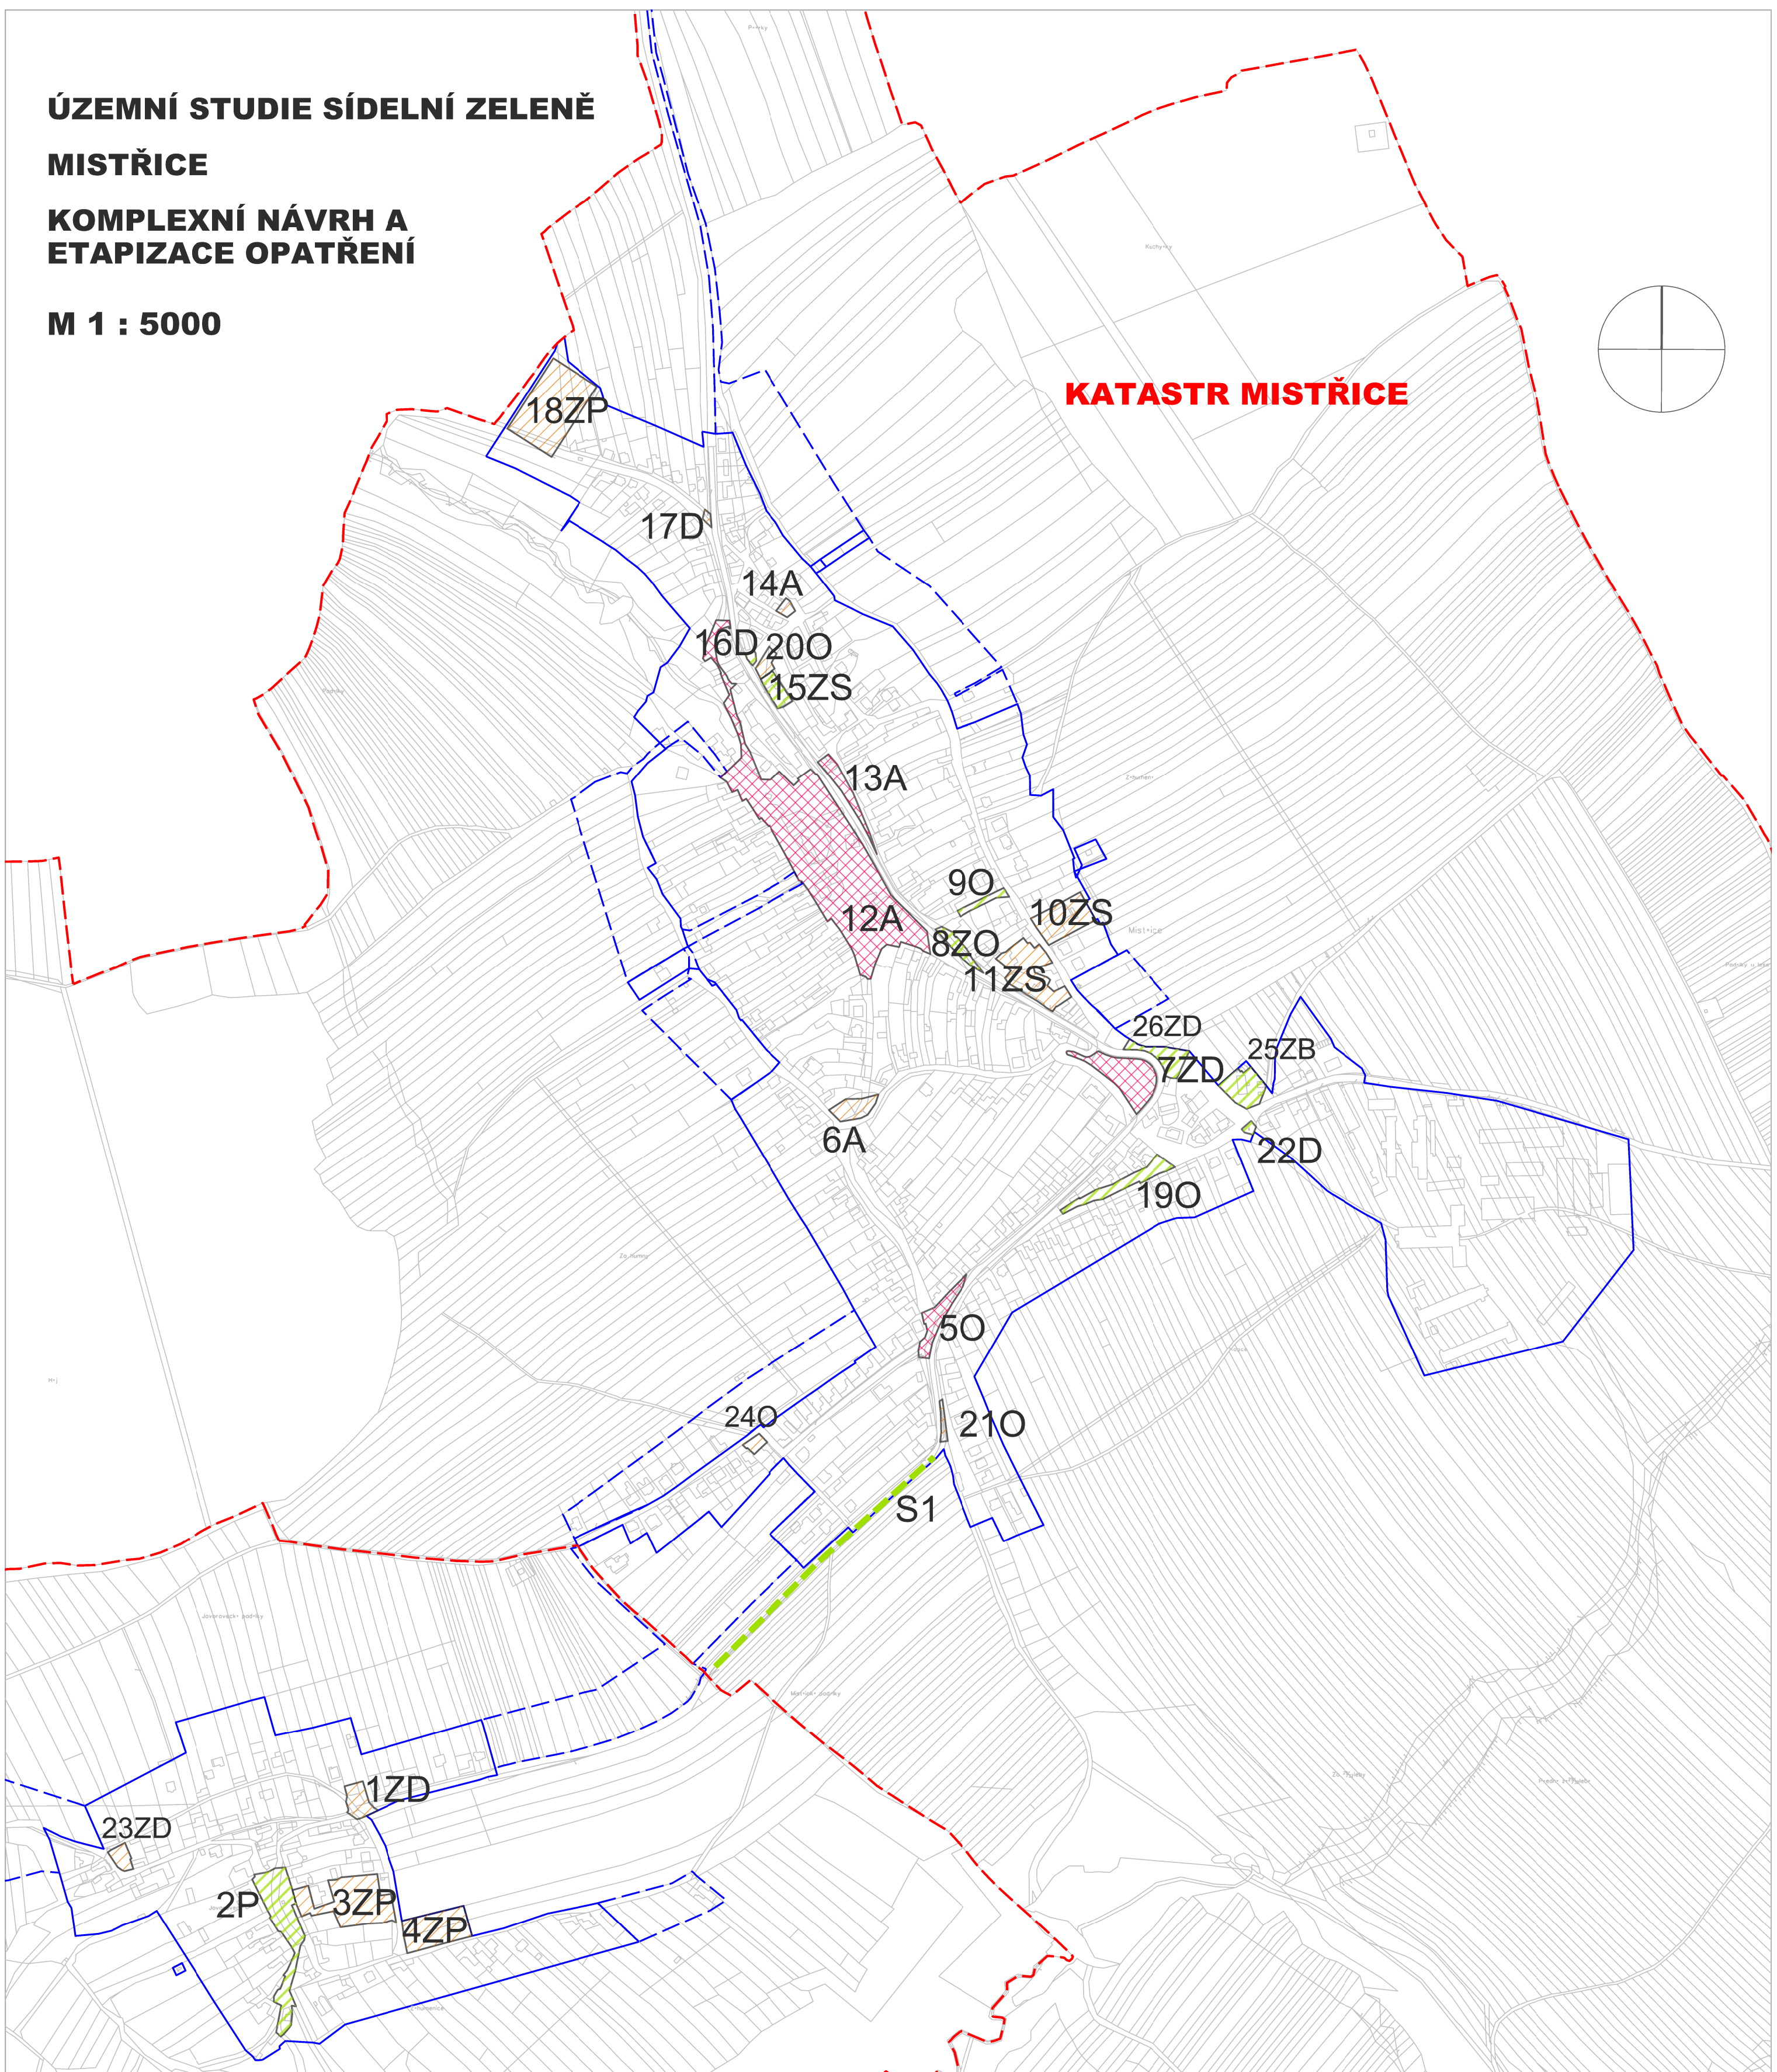 ÚZEMNÍ STUDIE SÍDELNÍ ZELENĚ
MISTŘICE
KOMPLEXNÍ NÁVRH A
ETAPIZACE OPATŘENÍ
M 1 : 5000
KATASTR MISTŘICE
18ZP
17D
14A
16D
20O
15ZS
13A
9O
12A
10ZS
8ZO
11ZS
26ZD
25ZB
7ZD
6A
22D
19O
5O
24O
21O
S1
1ZD
23ZD
2P
3ZP
4ZP